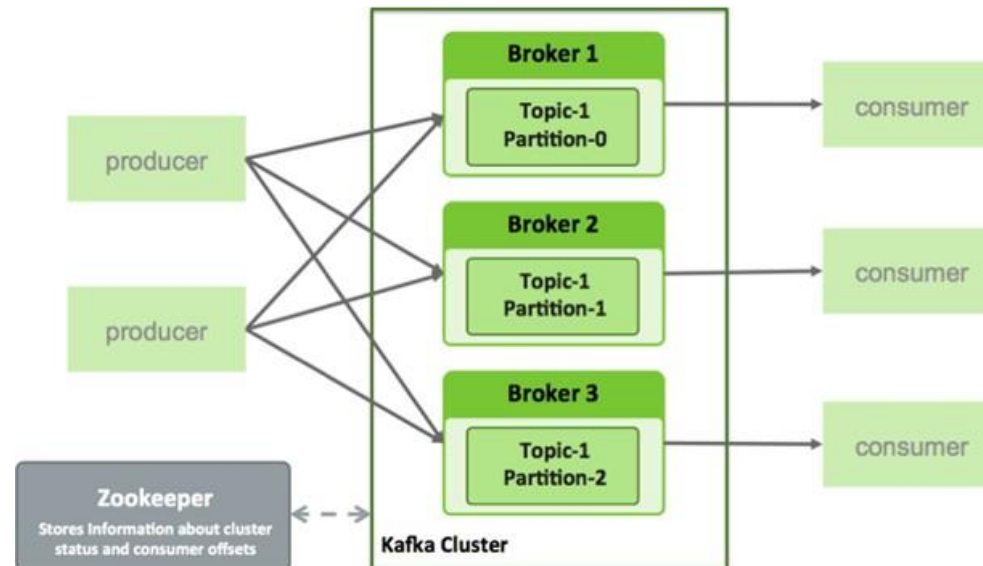 producer
producer
Zookeeper
Stores Information about cluster
status and consumer offsets
Broker 1
Topic-1
Partition-0
Broker 2
Topic-1
Partition-1
Broker 3
Topic-1
Partition-2
Kafka Cluster
consumer
consumer
consumer